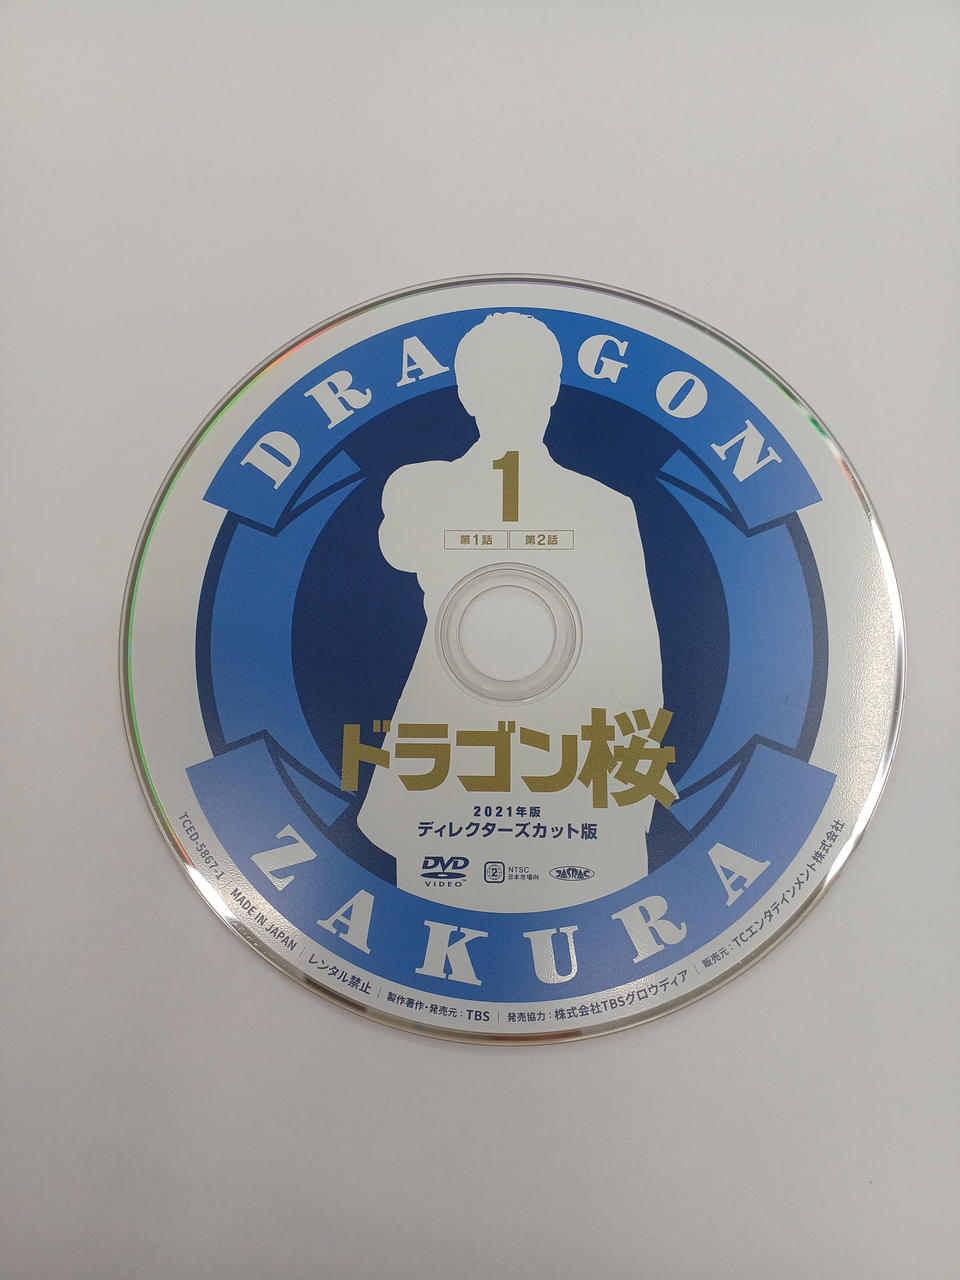 DRAGON
1
第1話 第2話
ドラゴン桜
2021年版
ディレクターズカット版
DVD
VIDEO™
2
NTSC
日本市場向
JASRAC
ZAKURA
TCED-5867-1 MADE IN JAPAN | レンタル禁止 | 製作著作・発売元：TBS | 発売協力：株式会社TBSグロウディア | 販売元：TCエンタテインメント株式会社